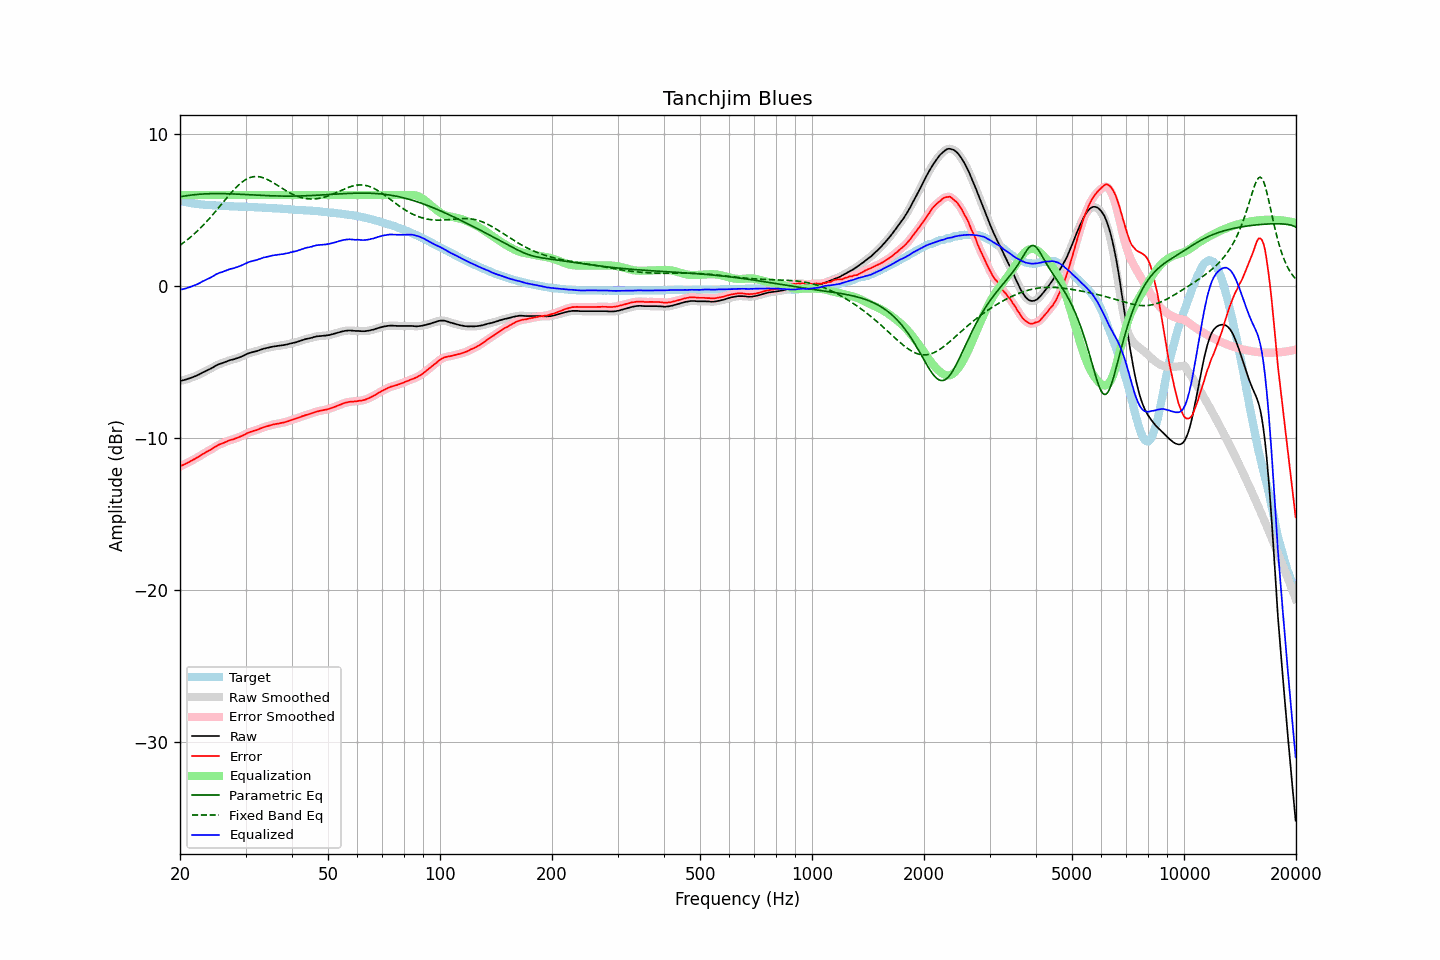 Tanchjim Blues
10
0
−10
−20
−30
Amplitude (dBr)
Target
Raw Smoothed
Error Smoothed
Raw
Error
Equalization
Parametric Eq
Fixed Band Eq
Equalized
20 50 100 200 500 1000 2000 5000 10000 20000
Frequency (Hz)